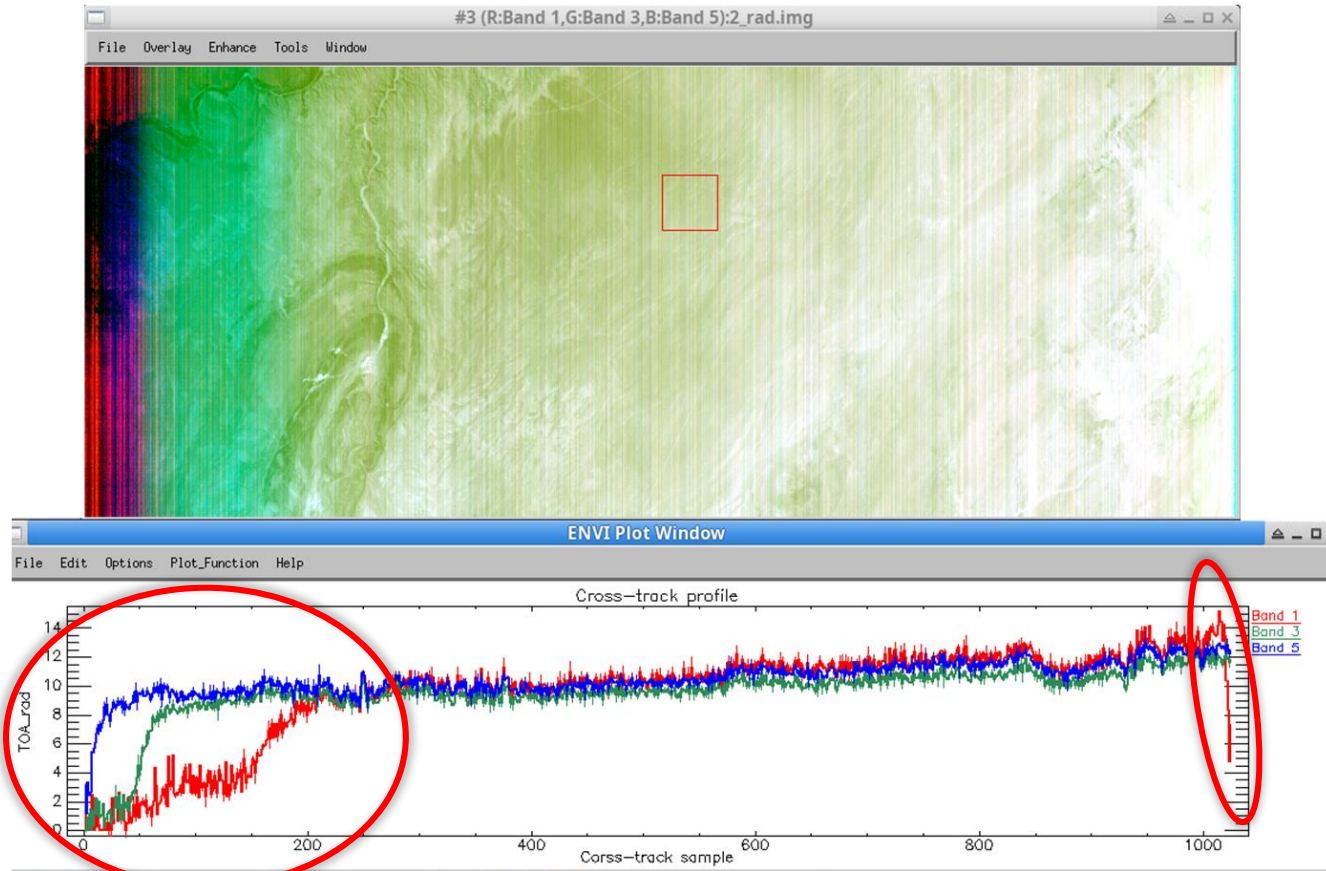 #3 (R:Band 1,G:Band 3,B:Band 5):2_rad.img
File Overlay Enhance Tools Window
ENVI Plot Window
File Edit Options Plot_Function Help
Cross-track profile
Band 1
Band 3
Band 5
14
12
10
8
6
4
2
0
TOA_rad
0 200 400 600 800 1000
Corss-track sample